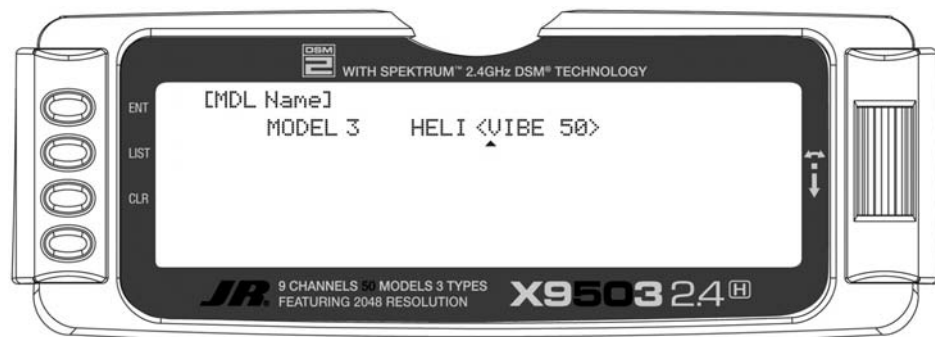 DSM
2 WITH SPEKTRUM™ 2.4GHz DSM® TECHNOLOGY
ENT
LIST
CLR
[MDL Name]
MODEL 3 HELI <VIBE 50>
JR® 9 CHANNELS 50 MODELS 3 TYPES
FEATURING 2048 RESOLUTION
X9503 2.4 H